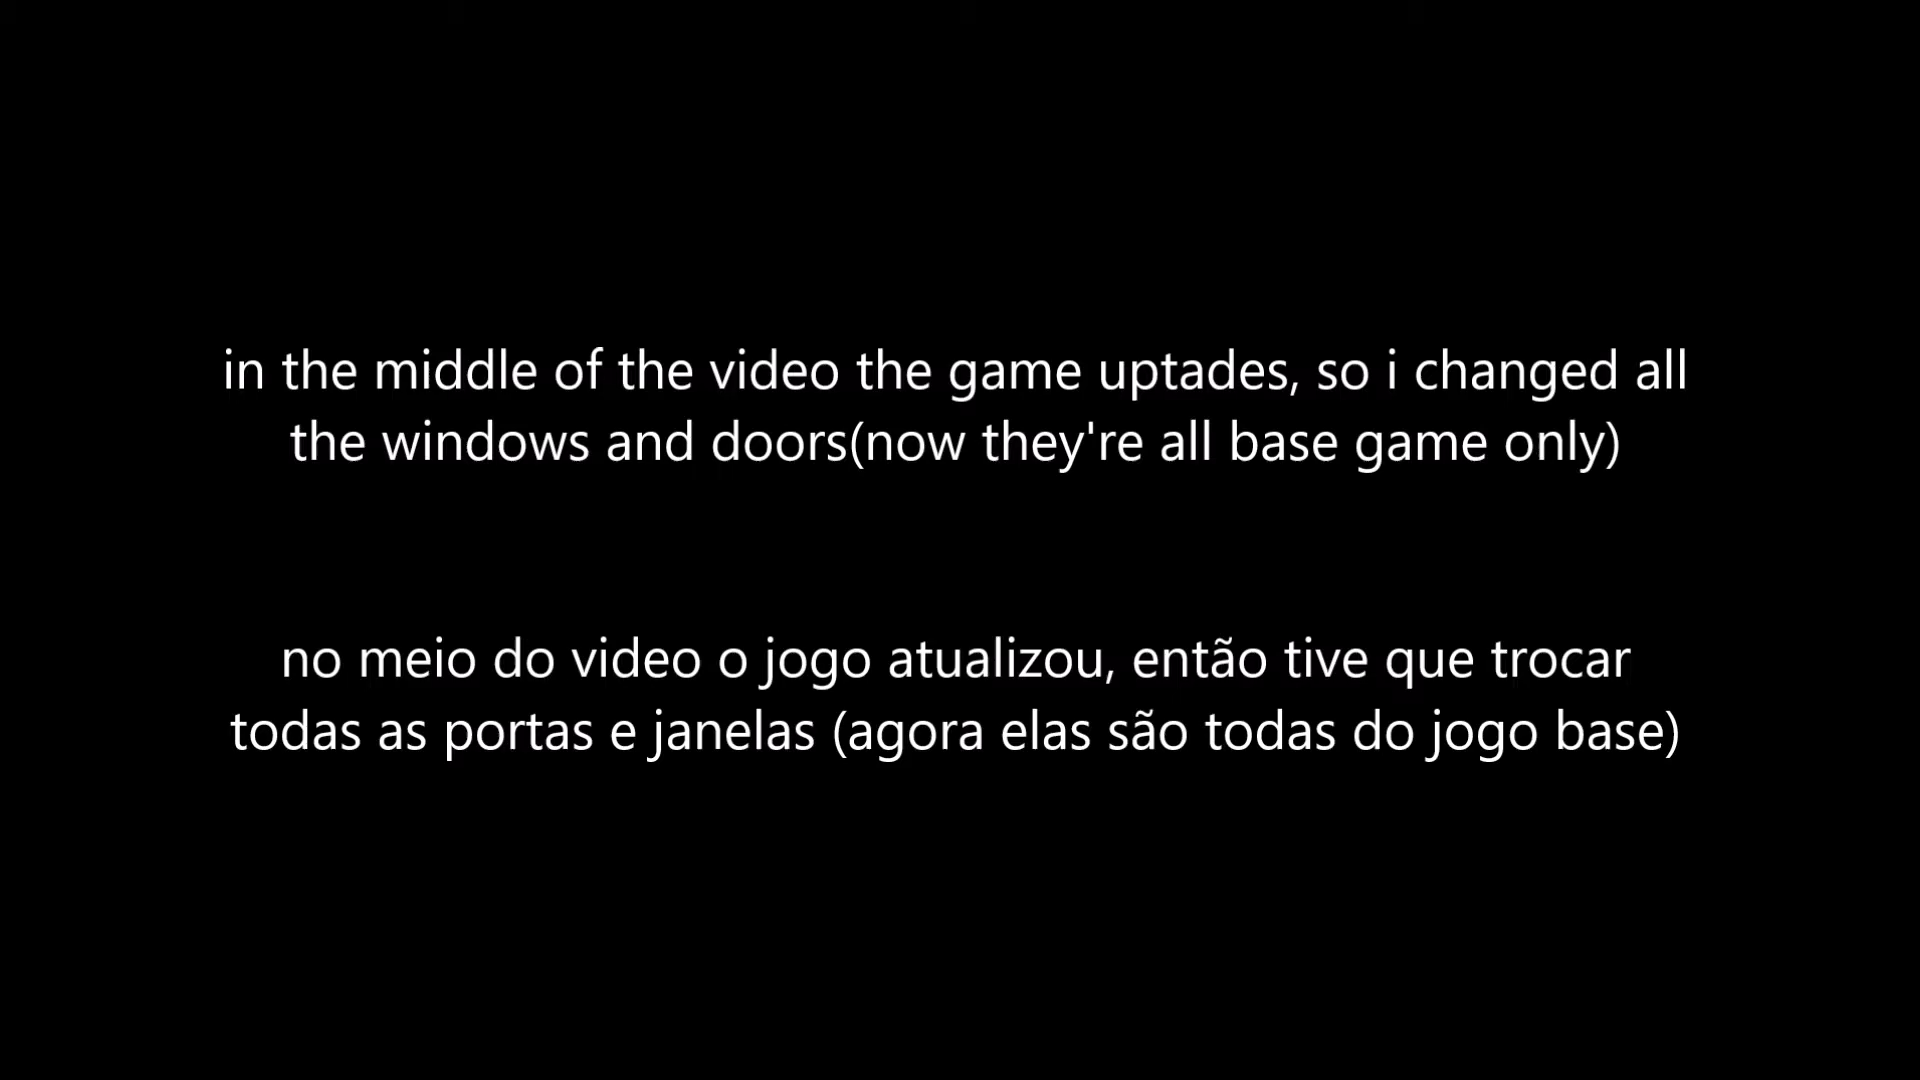 in the middle of the video the game uptades, so i changed all
the windows and doors(now they're all base game only)
no meio do video o jogo atualizou, então tive que trocar
todas as portas e janelas (agora elas são todas do jogo base)